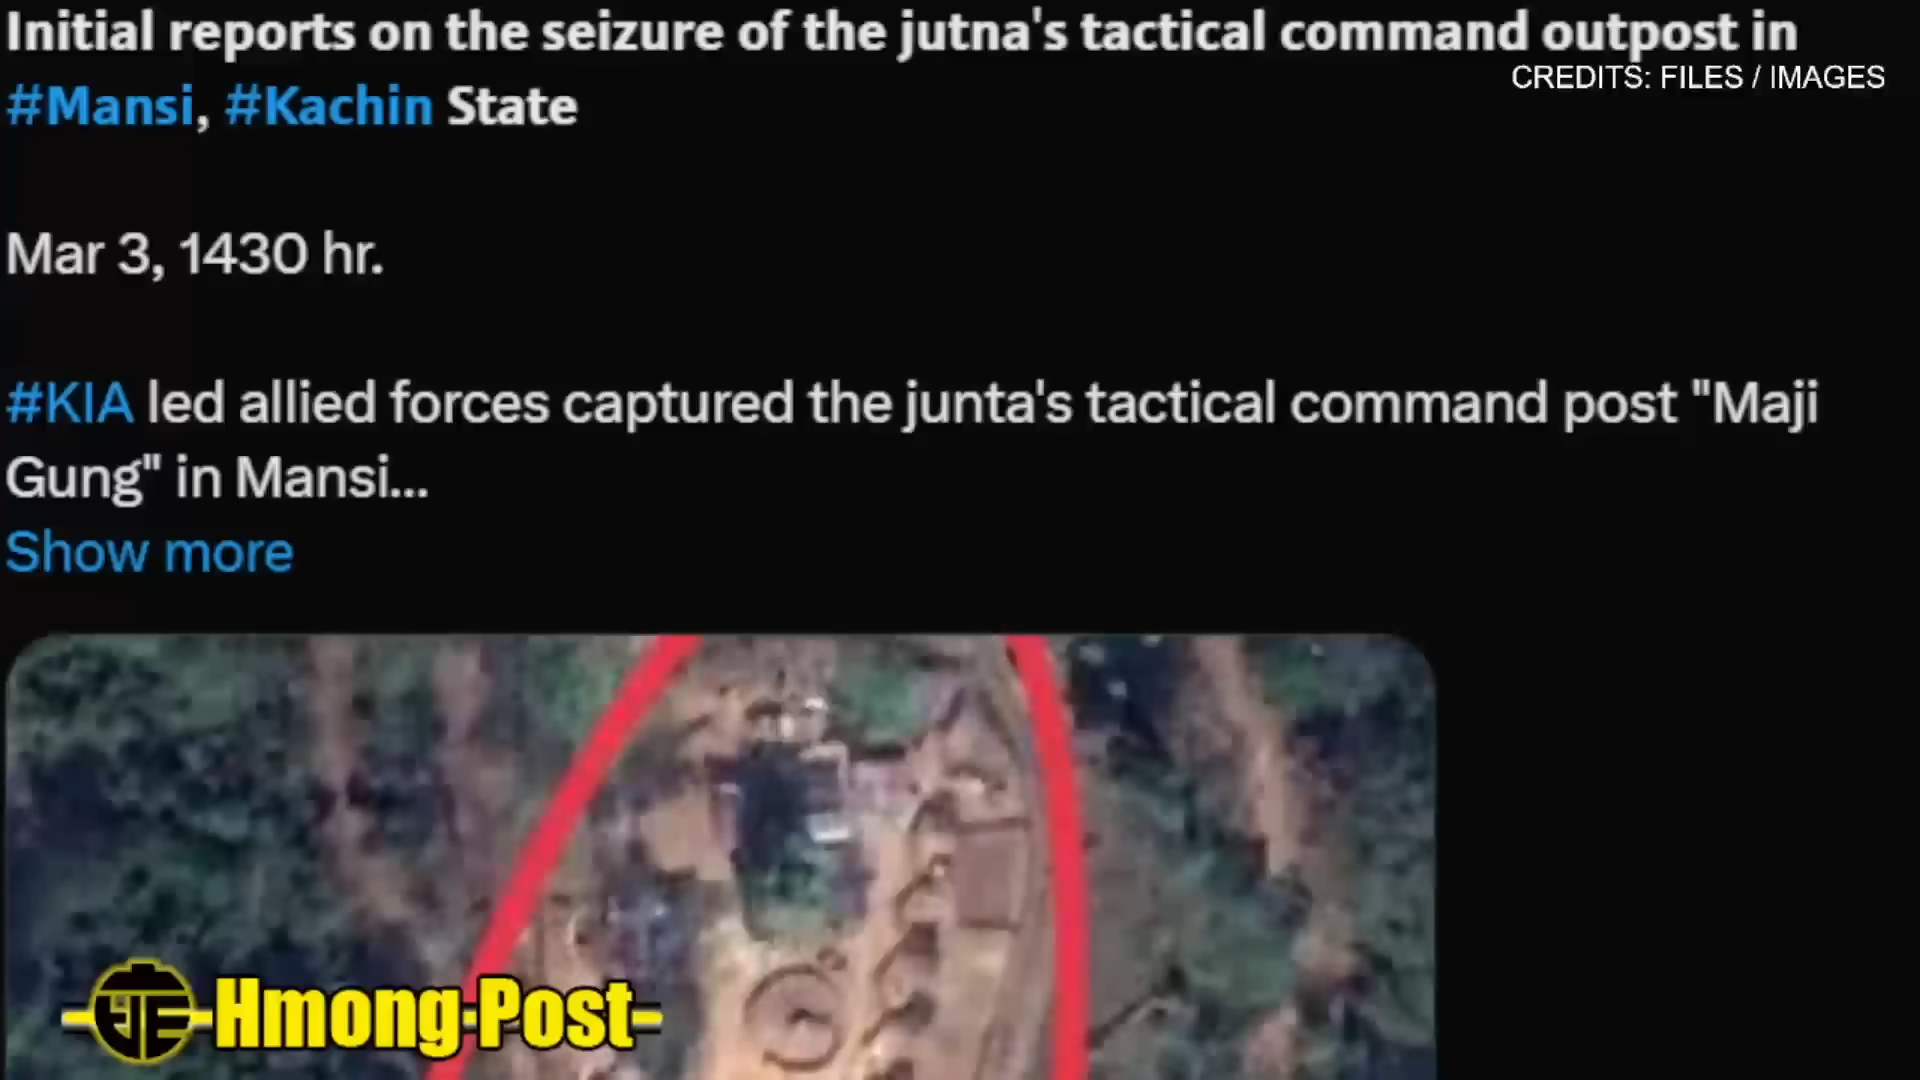 Initial reports on the seizure of the jutna's tactical command outpost in
CREDITS: FILES / IMAGES
#Mansi, #Kachin State
Mar 3, 1430 hr.
#KIA led allied forces captured the junta's tactical command post "Maji
Gung" in Mansi...
Show more
Hmong-Post